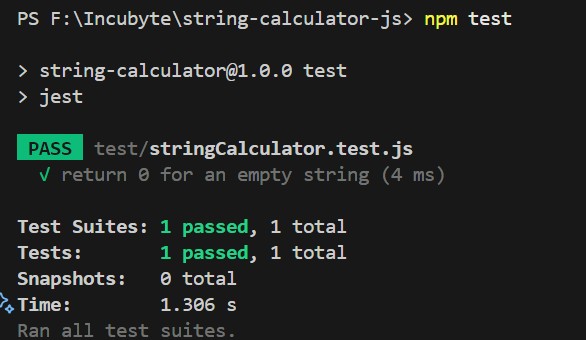 PS F:\Incubyte\string-calculator-js> npm test
> string-calculator@1.0.0 test
> jest
PASS test/stringCalculator.test.js
√ return 0 for an empty string (4 ms)
Test Suites: 1 passed, 1 total
Tests: 1 passed, 1 total
Snapshots: 0 total
Time: 1.306 s
Ran all test suites.